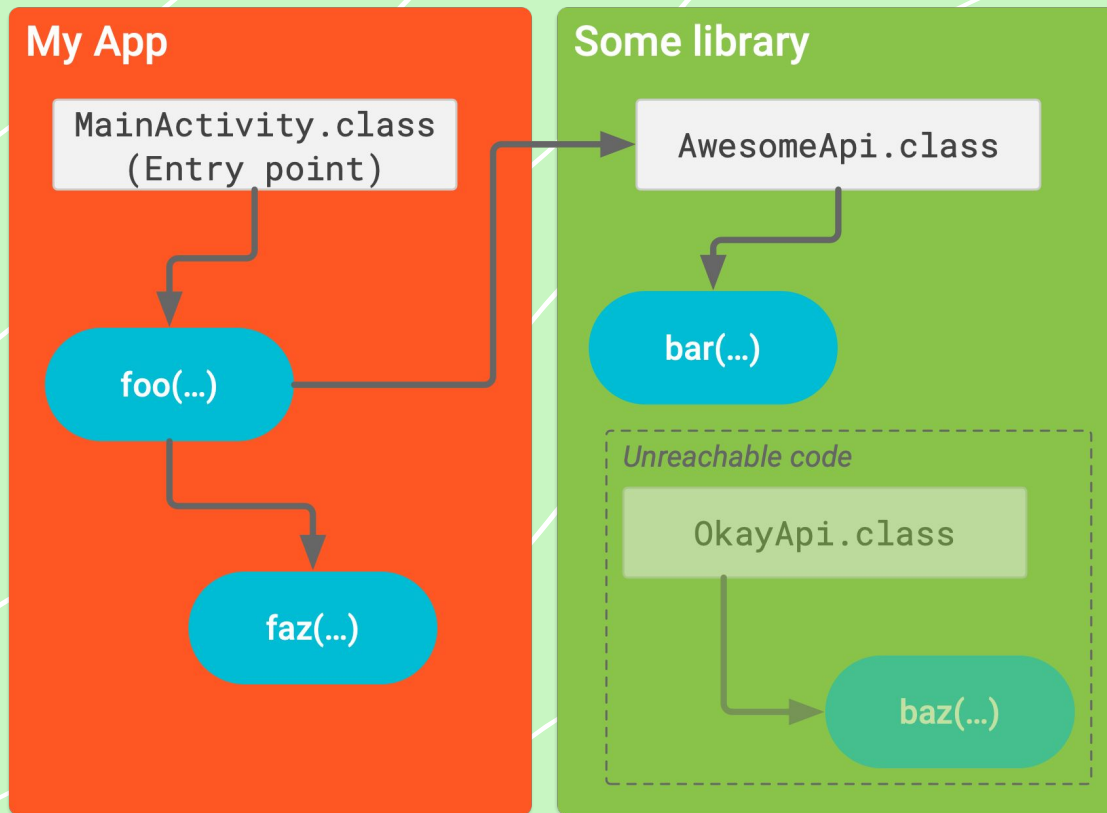 My App
MainActivity.class
(Entry point)
foo(…)
faz(…)
Some library
AwesomeApi.class
bar(…)
Unreachable code
OkayApi.class
baz(…)